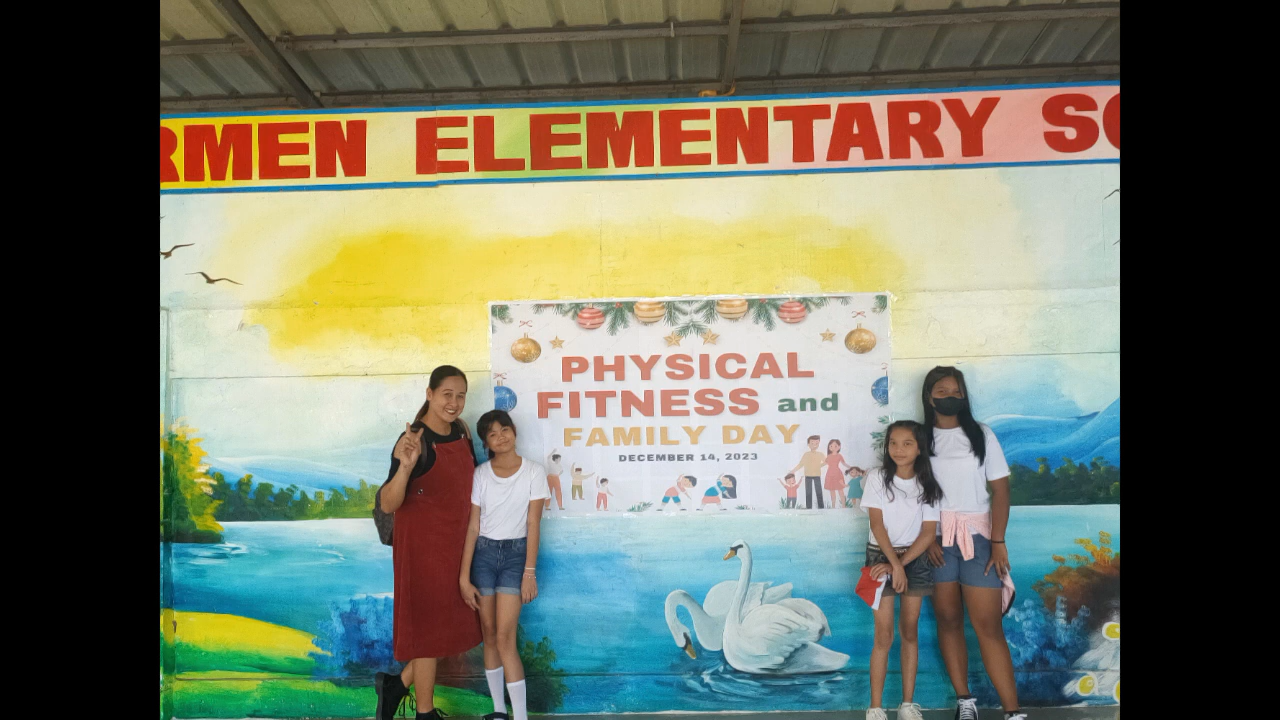 RMEN ELEMENTARY SC
PHYSICAL
FITNESS and
FAMILY DAY
DECEMBER 14, 2023